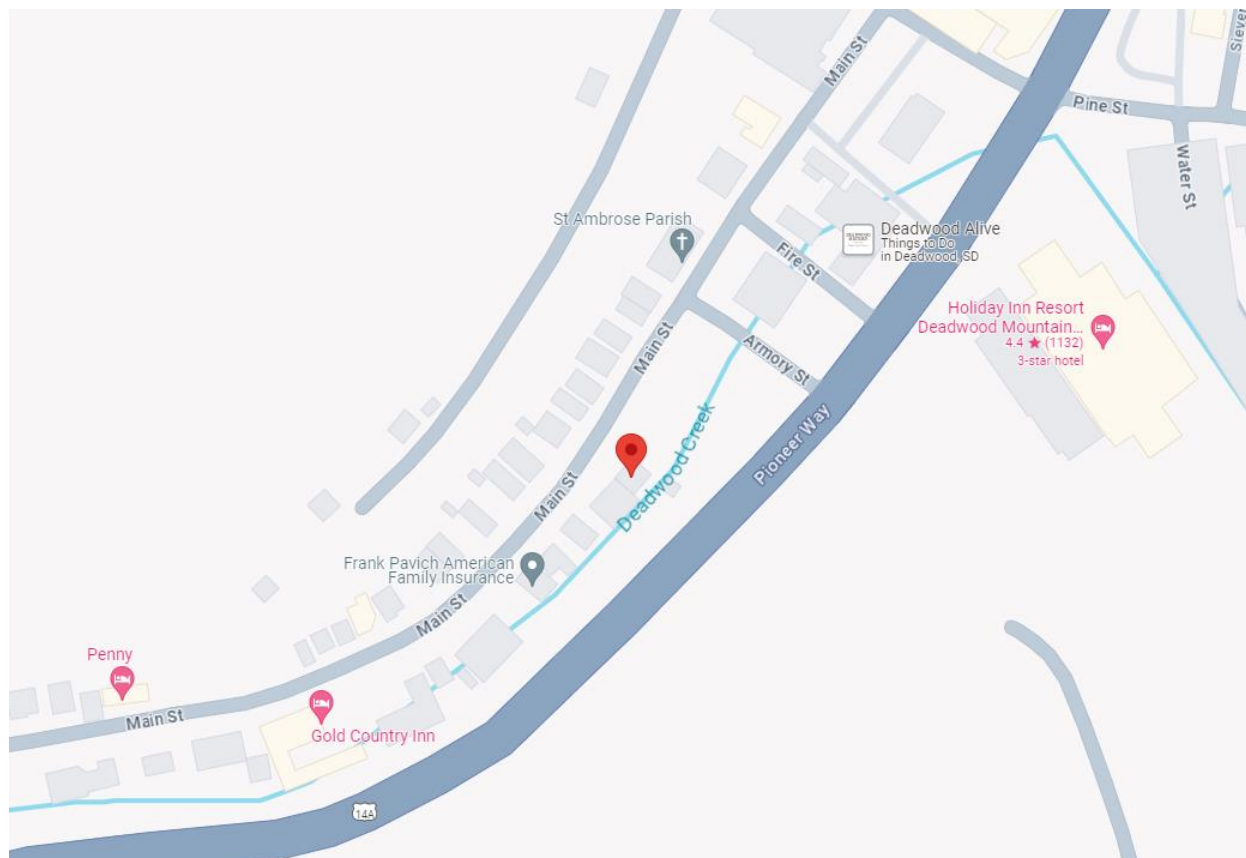 Main St
Siever
Pine St
Water St
St Ambrose Parish
Deadwood Alive
Things to Do
in Deadwood, SD
Fire St
Holiday Inn Resort
Deadwood Mountain...
4.4 ★ (1132)
3-star hotel
Main St
Armory St
Deadwood Creek
Pioneer Way
Main St
Frank Pavich American
Family Insurance
Main St
Penny
Main St
Gold Country Inn
14A